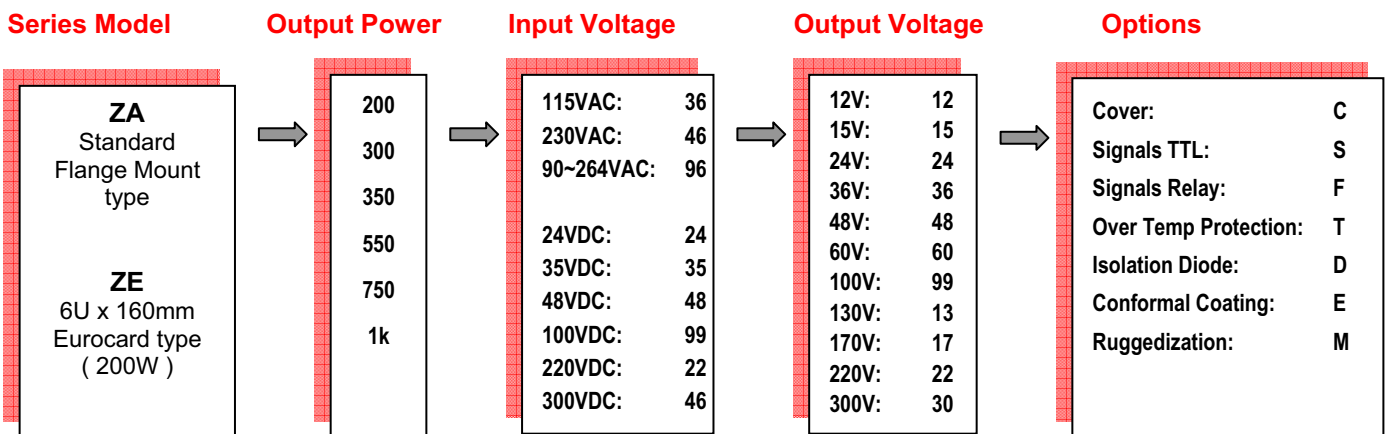 Series Model
Output Power
Input Voltage
Output Voltage
Options
ZA
Standard
Flange Mount
type
ZE
6U x 160mm
Eurocard type
( 200W )
200
300
350
550
750
1k
115VAC: 36
230VAC: 46
90~264VAC: 96
24VDC: 24
35VDC: 35
48VDC: 48
100VDC: 99
220VDC: 22
300VDC: 46
12V: 12
15V: 15
24V: 24
36V: 36
48V: 48
60V: 60
100V: 99
130V: 13
170V: 17
220V: 22
300V: 30
Cover: C
Signals TTL: S
Signals Relay: F
Over Temp Protection: T
Isolation Diode: D
Conformal Coating: E
Ruggedization: M